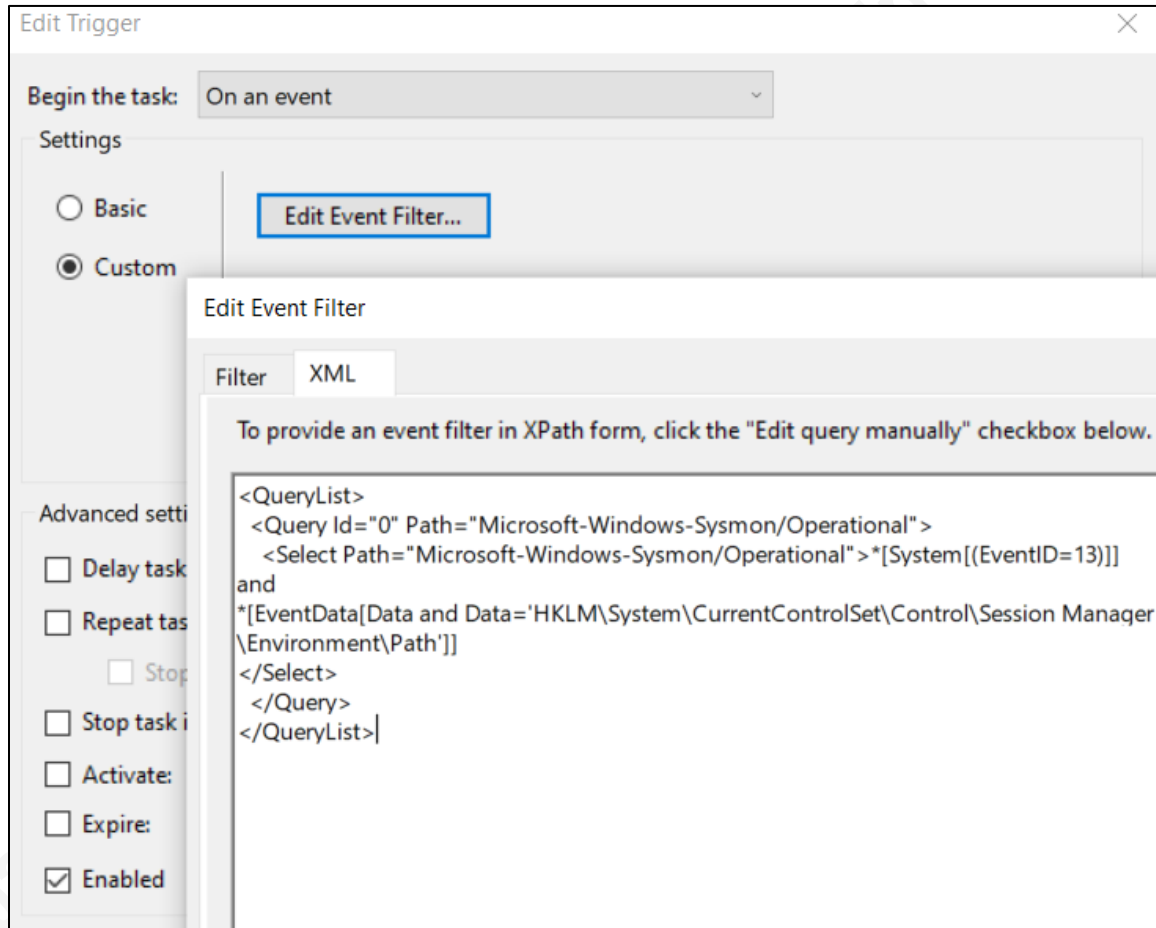 Edit Trigger
Begin the task: On an event
Settings
Basic
Edit Event Filter...
Custom
Edit Event Filter
Filter XML
To provide an event filter in XPath form, click the "Edit query manually" checkbox below.
<QueryList>
<Query Id="0" Path="Microsoft-Windows-Sysmon/Operational">
<Select Path="Microsoft-Windows-Sysmon/Operational">*[System[(EventID=13)]]
and
*[EventData[Data and Data='HKLM\System\CurrentControlSet\Control\Session Manager
\Environment\Path']]
</Select>
</Query>
</QueryList>
Advanced setti
Delay task
Repeat tas
Stop
Stop task i
Activate:
Expire:
Enabled